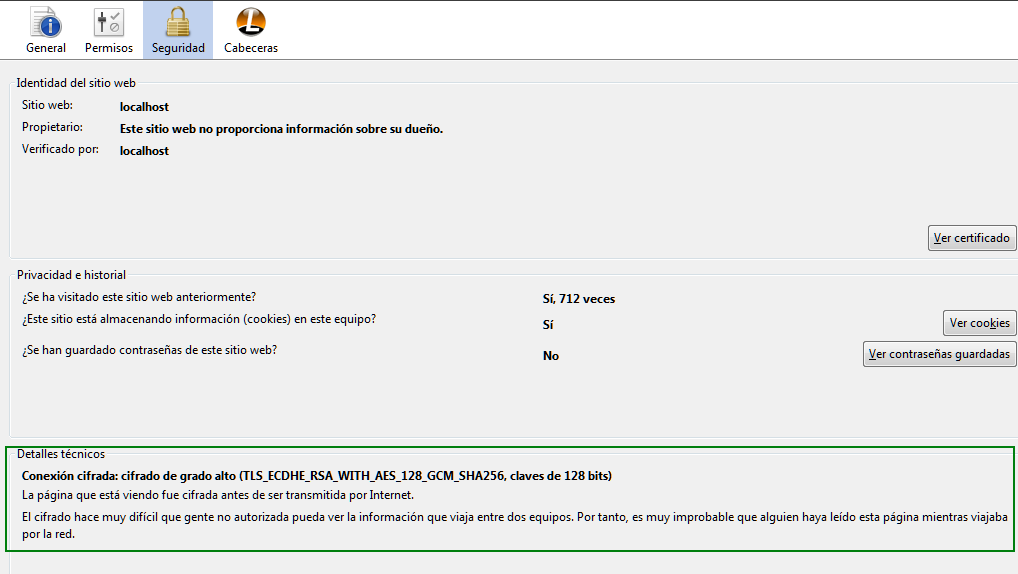 General Permisos Seguridad Cabeceras
Identidad del sitio web
Sitio web: localhost
Propietario: Este sitio web no proporciona información sobre su dueño.
Verificado por: localhost
Ver certificado
Privacidad e historial
¿Se ha visitado este sitio web anteriormente? Sí, 712 veces
¿Este sitio está almacenando información (cookies) en este equipo? Sí Ver cookies
¿Se han guardado contraseñas de este sitio web? No Ver contraseñas guardadas
Detalles técnicos
Conexión cifrada: cifrado de grado alto (TLS_ECDHE_RSA_WITH_AES_128_GCM_SHA256, claves de 128 bits)
La página que está viendo fue cifrada antes de ser transmitida por Internet.
El cifrado hace muy difícil que gente no autorizada pueda ver la información que viaja entre dos equipos. Por tanto, es muy improbable que alguien haya leído esta página mientras viajaba
por la red.